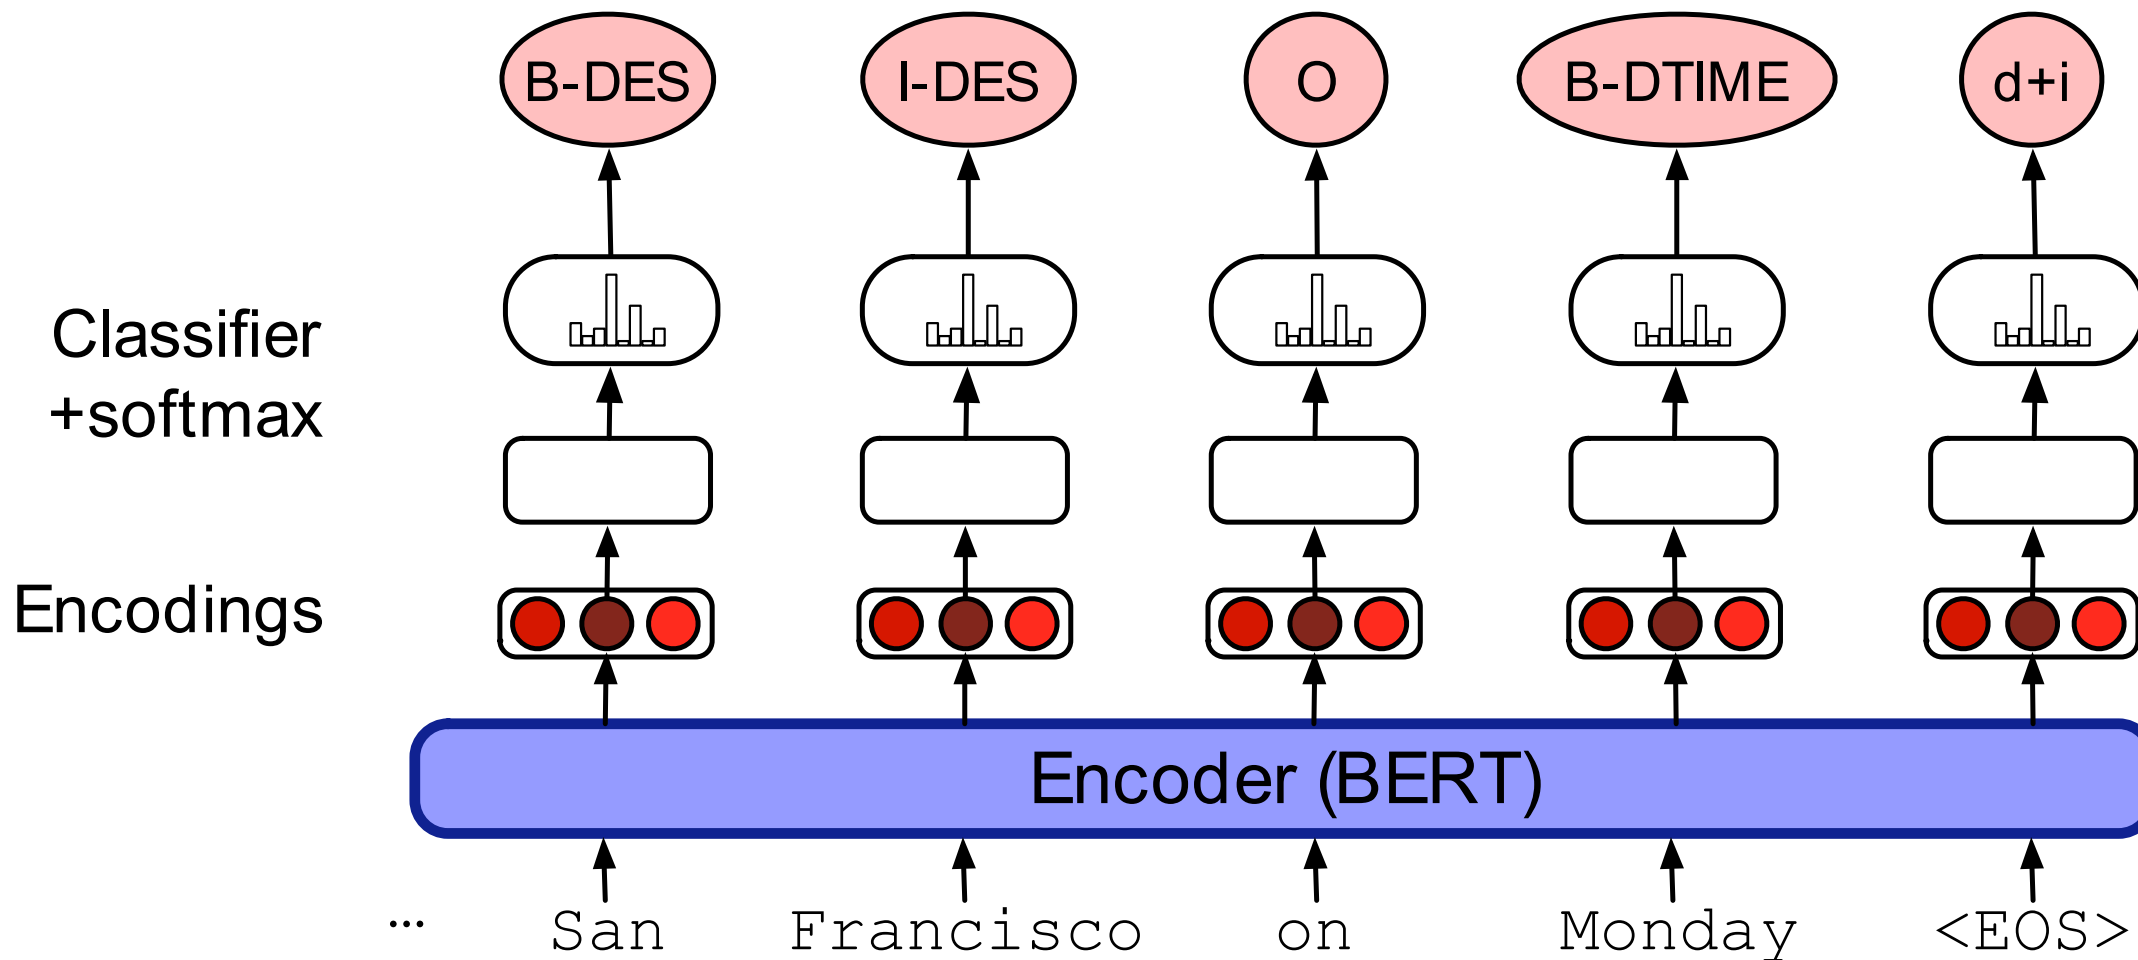 B-DES I-DES O B-DTIME d+i
Classifier
+softmax
Encodings
Encoder (BERT)
… San Francisco on Monday <EOS>